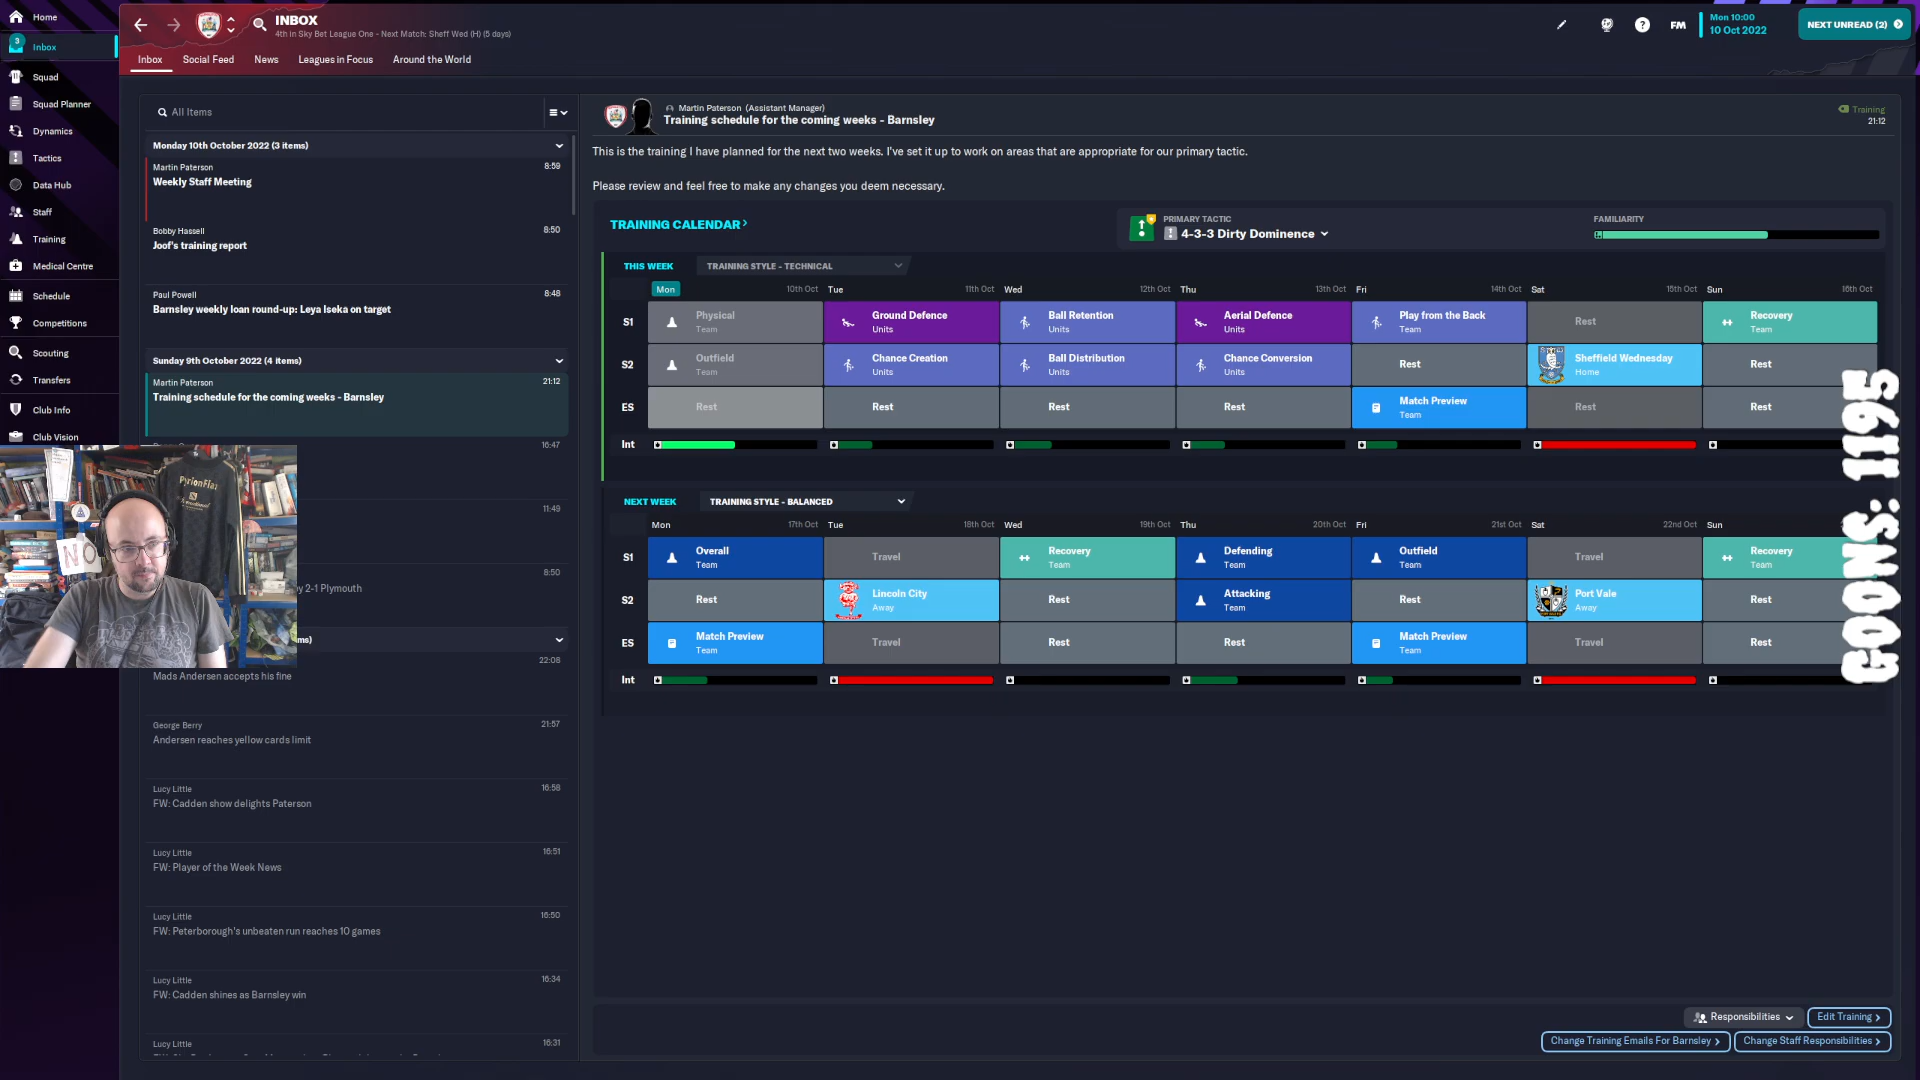 Home
3
Inbox
Squad
Squad Planner
Dynamics
Tactics
Data Hub
Staff
Training
Medical Centre
Schedule
Competitions
Scouting
Transfers
Club Info
Club Vision
INBOX
4th in Sky Bet League One - Next Match: Sheff Wed (H) (5 days)
FM
Mon 10:00
10 Oct 2022
NEXT UNREAD (2)
Inbox
Social Feed
News
Leagues in Focus
Around the World
All Items
Monday 10th October 2022 (3 items)
Martin Paterson
8:59
Weekly Staff Meeting
Bobby Hassell
8:50
Joof's training report
Paul Powell
8:48
Barnsley weekly loan round-up: Leya Iseka on target
Sunday 9th October 2022 (4 items)
Martin Paterson
21:12
Training schedule for the coming weeks - Barnsley
16:47
11:49
8:50
y 2-1 Plymouth
ms)
22:08
Mads Andersen accepts his fine
George Berry
21:57
Andersen reaches yellow cards limit
Lucy Little
16:58
FW: Cadden show delights Paterson
Lucy Little
16:51
FW: Player of the Week News
Lucy Little
16:50
FW: Peterborough's unbeaten run reaches 10 games
Lucy Little
16:34
FW: Cadden shines as Barnsley win
Lucy Little
16:31
Martin Paterson (Assistant Manager)
Training schedule for the coming weeks - Barnsley
Training
21:12
This is the training I have planned for the next two weeks. I've set it up to work on areas that are appropriate for our primary tactic.
Please review and feel free to make any changes you deem necessary.
TRAINING CALENDAR
PRIMARY TACTIC
4-3-3 Dirty Dominence
FAMILIARITY
THIS WEEK
TRAINING STYLE - TECHNICAL
Mon 10th Oct Tue 11th Oct Wed 12th Oct Thu 13th Oct Fri 14th Oct Sat 15th Oct Sun 16th Oct
S1
Physical
Team
Ground Defence
Units
Ball Retention
Units
Aerial Defence
Units
Play from the Back
Units
Rest
Recovery
Team
S2
Outfield
Team
Chance Creation
Units
Ball Distribution
Units
Chance Conversion
Units
Rest
Sheffield Wednesday
Home
Rest
ES
Rest
Rest
Rest
Rest
Match Preview
Team
Rest
Rest
Int
NEXT WEEK
TRAINING STYLE - BALANCED
Mon 17th Oct Tue 18th Oct Wed 19th Oct Thu 20th Oct Fri 21st Oct Sat 22nd Oct Sun
S1
Overall
Team
Travel
Recovery
Team
Defending
Team
Outfield
Team
Travel
Recovery
Team
S2
Rest
Lincoln City
Away
Rest
Attacking
Team
Rest
Port Vale
Away
Rest
ES
Match Preview
Team
Travel
Rest
Rest
Match Preview
Team
Travel
Rest
Int
Responsibilities
Edit Training
Change Training Emails For Barnsley
Change Staff Responsibilities
GOONS: 1195
PyrionFlax
NO